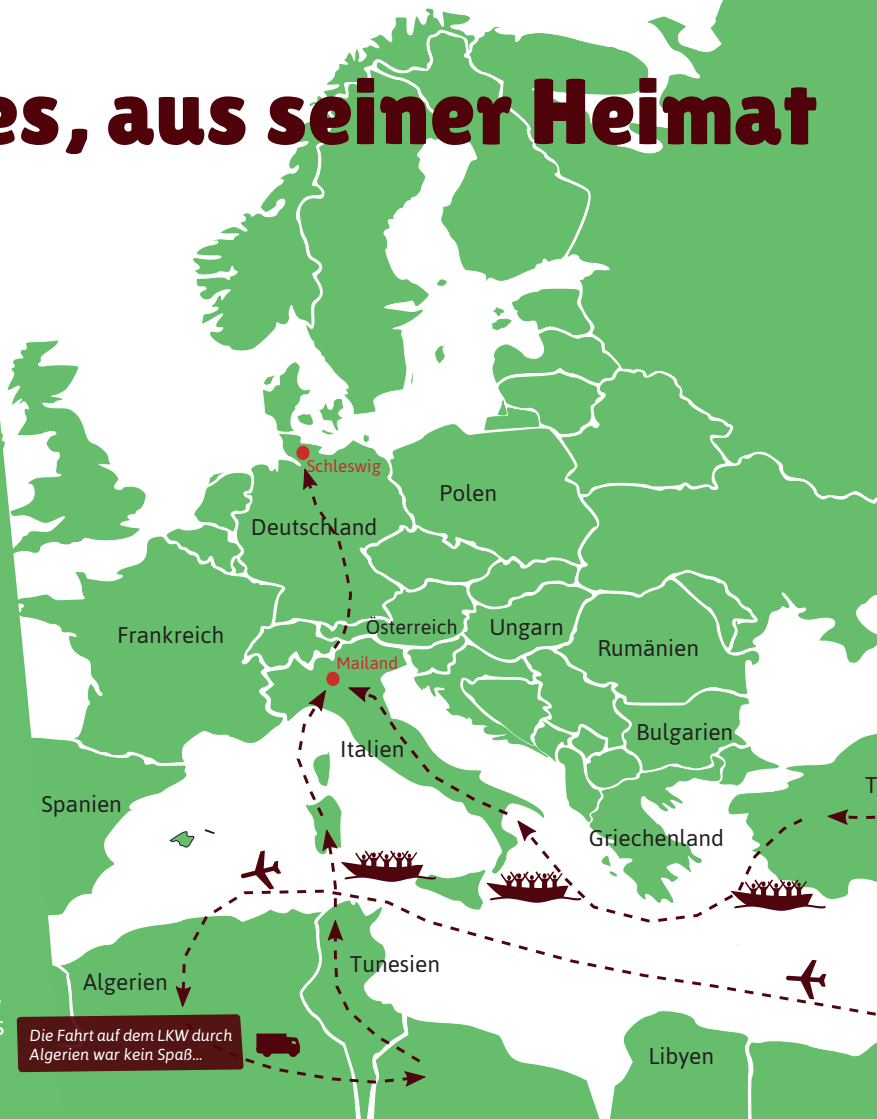 es, aus seiner Heimat
Schleswig
Polen
Deutschland
Österreich
Ungarn
Frankreich
Rumänien
Mailand
Bulgarien
Italien
T
Spanien
Griechenland
Tunesien
Algerien
s
Die Fahrt auf dem LKW durch
Algerien war kein Spaß...
Libyen